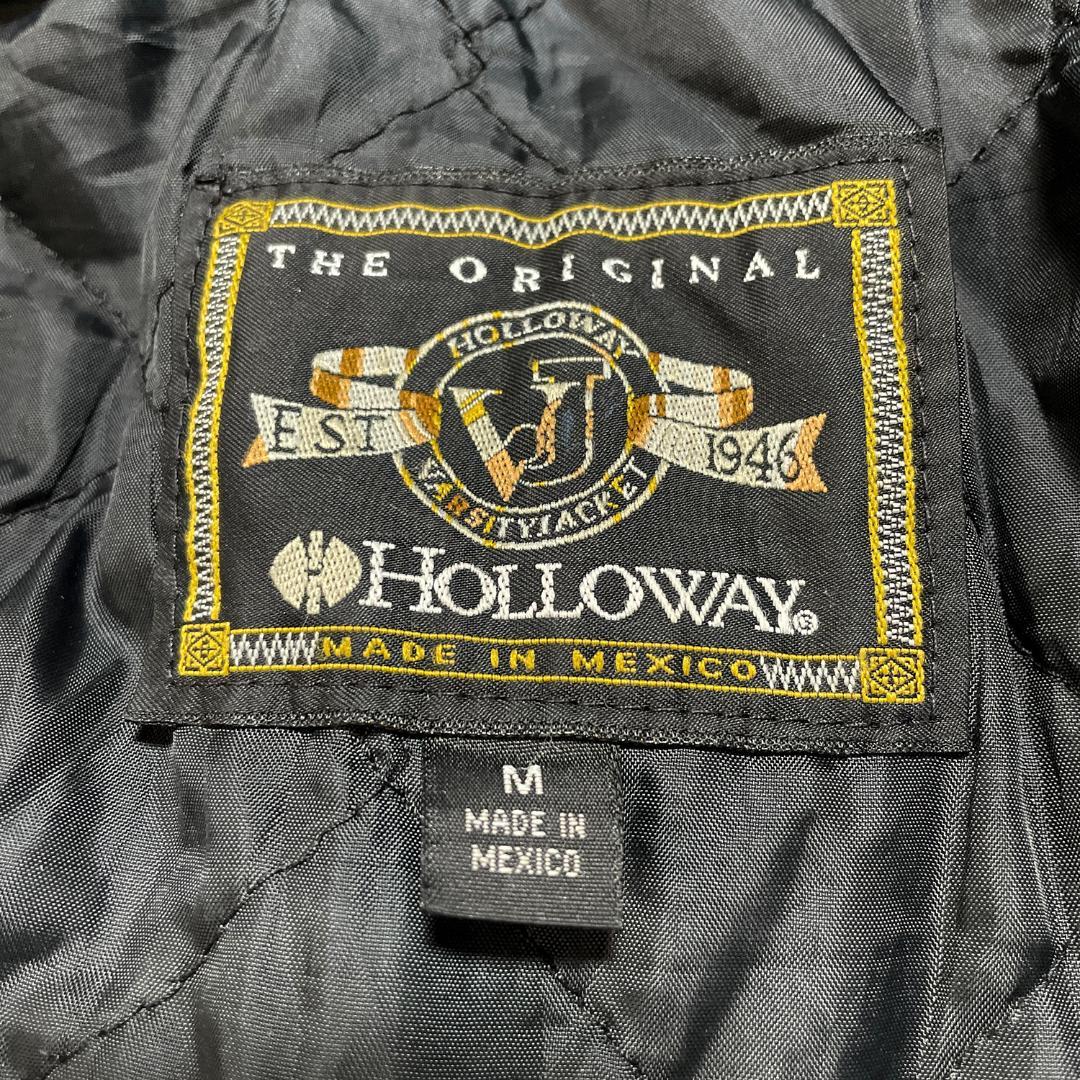 THE ORIGINAL
HOLLOWAY
VJ
EST 1946
VARSITY JACKET
HOLLOWAY®
MADE IN MEXICO
M
MADE IN
MEXICO